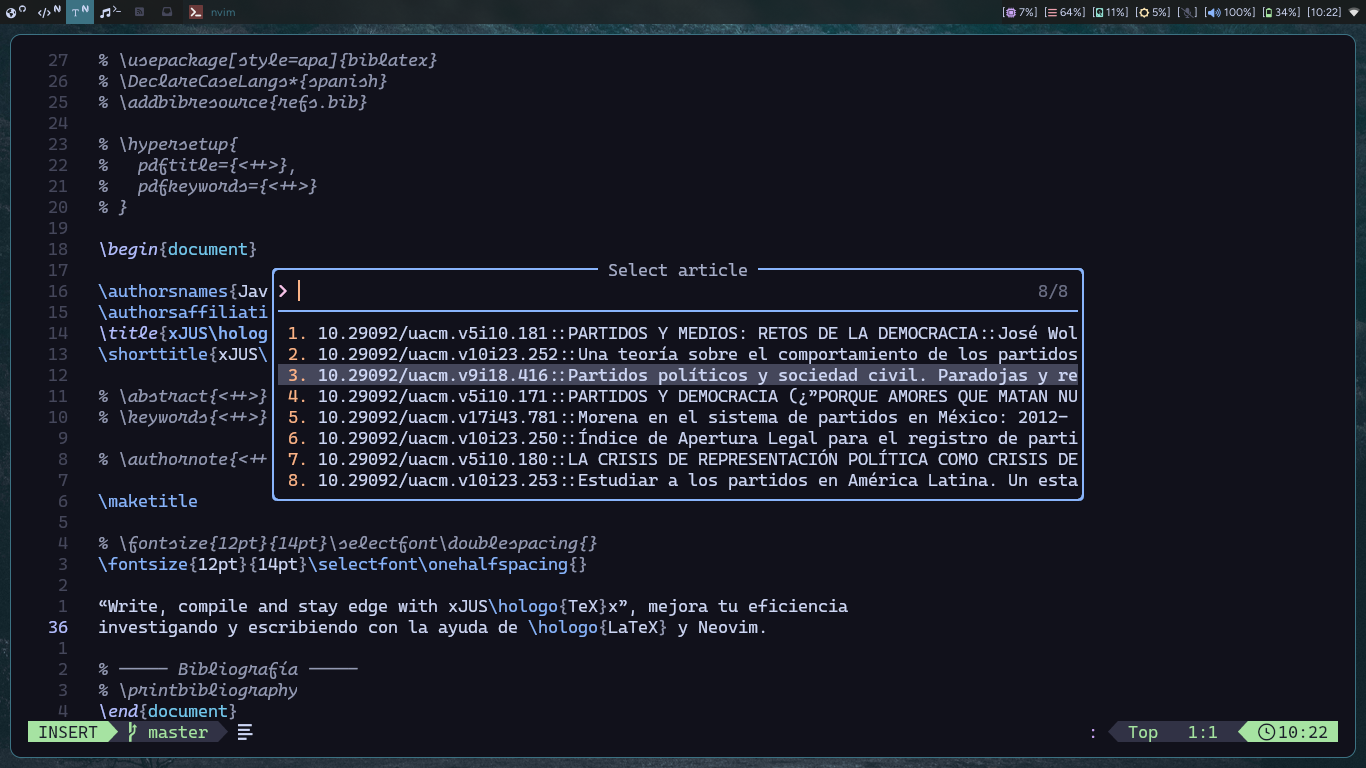 </> N T N nvim [7%] [64%] [11%] [5%] [100%] [34%] [10:22]
27 % \usepackage[style=apa]{biblatex}
26 % \DeclareCaseLangs*{spanish}
25 % \addbibresource{refs.bib}
24
23 % \hypersetup{
22 %   pdftitle={<++>},
21 %   pdfkeywords={<++>}
20 % }
19
18 \begin{document}
17
Select article
16 \authorsnames{Jav
> 8/8
15 \authorsaffiliati
14 \title{xJUS\holog
1. 10.29092/uacm.v5i10.181::PARTIDOS Y MEDIOS: RETOS DE LA DEMOCRACIA::José Wol
13 \shorttitle{xJUS\
2. 10.29092/uacm.v10i23.252::Una teoría sobre el comportamiento de los partidos
12
3. 10.29092/uacm.v9i18.416::Partidos políticos y sociedad civil. Paradojas y re
11 % \abstract{<++>}
4. 10.29092/uacm.v5i10.171::PARTIDOS Y DEMOCRACIA (¿”PORQUE AMORES QUE MATAN NU
10 % \keywords{<++>}
5. 10.29092/uacm.v17i43.781::Morena en el sistema de partidos en México: 2012-
9
6. 10.29092/uacm.v10i23.250::Índice de Apertura Legal para el registro de parti
8 % \authornote{<++
7. 10.29092/uacm.v5i10.180::LA CRISIS DE REPRESENTACIÓN POLÍTICA COMO CRISIS DE
7
8. 10.29092/uacm.v10i23.253::Estudiar a los partidos en América Latina. Un esta
6 \maketitle
5
4 % \fontsize{12pt}{14pt}\selectfont\doublespacing{}
3 \fontsize{12pt}{14pt}\selectfont\onehalfspacing{}
2
1 “Write, compile and stay edge with xJUS\hologo{TeX}x”, mejora tu eficiencia
36 investigando y escribiendo con la ayuda de \hologo{LaTeX} y Neovim.
1
2 % ───── Bibliografía ─────
3 % \printbibliography
4 \end{document}
INSERT master : Top 1:1 10:22